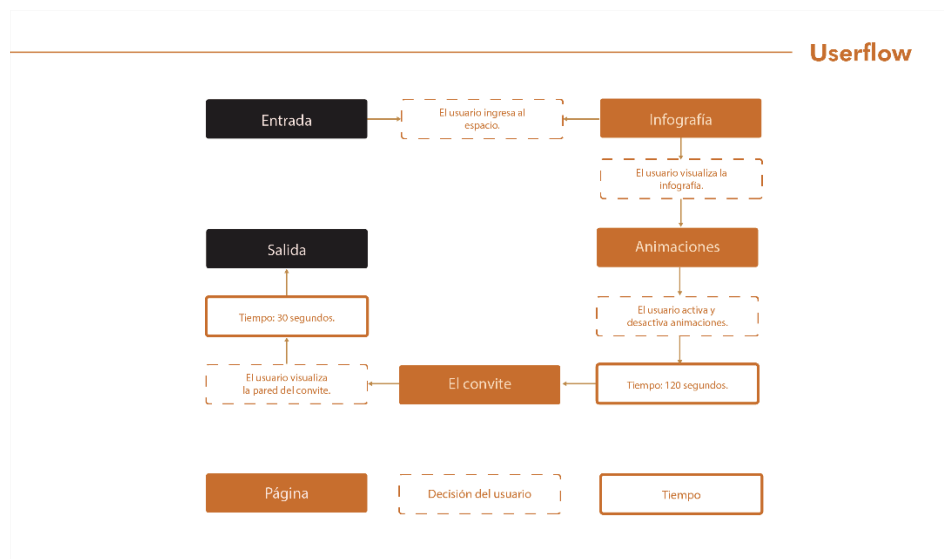 Userflow
Entrada
El usuario ingresa al
espacio.
Infografía
El usuario visualiza la
infografía.
Salida
Animaciones
Tiempo: 30 segundos.
El usuario activa y
desactiva animaciones.
El usuario visualiza
la pared del convite.
El convite
Tiempo: 120 segundos.
Página
Decisión del usuario
Tiempo